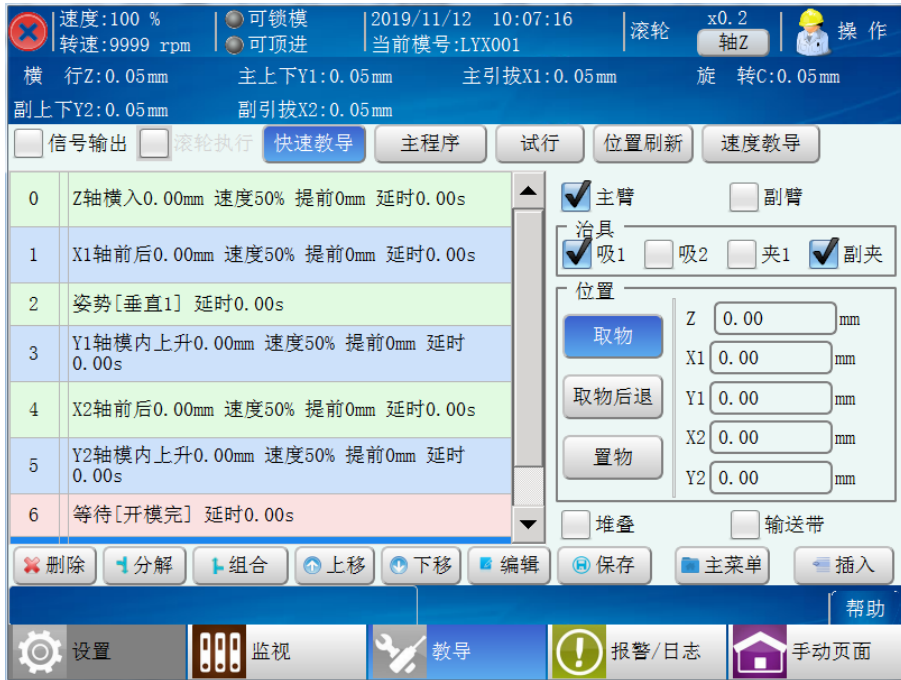 速度:100 % 可锁模 2019/11/12 10:07:16 滚轮 x0.2 操作
转速:9999 rpm 可顶进 当前模号:LYX001 轴Z
横 行Z:0.05mm 主上下Y1:0.05mm 主引拔X1:0.05mm 旋 转C:0.05mm
副上下Y2:0.05mm 副引拔X2:0.05mm
信号输出 滚轮执行 快速教导 主程序 试行 位置刷新 速度教导
0 Z轴横入0.00mm 速度50% 提前0mm 延时0.00s
1 X1轴前后0.00mm 速度50% 提前0mm 延时0.00s
2 姿势[垂直1] 延时0.00s
3 Y1轴模内上升0.00mm 速度50% 提前0mm 延时
0.00s
4 X2轴前后0.00mm 速度50% 提前0mm 延时0.00s
5 Y2轴模内上升0.00mm 速度50% 提前0mm 延时
0.00s
6 等待[开模完] 延时0.00s
主臂 副臂
治具
吸1 吸2 夹1 副夹
位置
取物
取物后退
置物
Z 0.00 mm
X1 0.00 mm
Y1 0.00 mm
X2 0.00 mm
Y2 0.00 mm
堆叠 输送带
删除 分解 组合 上移 下移 编辑 保存 主菜单 插入
帮助
设置 监视 教导 报警/日志 手动页面